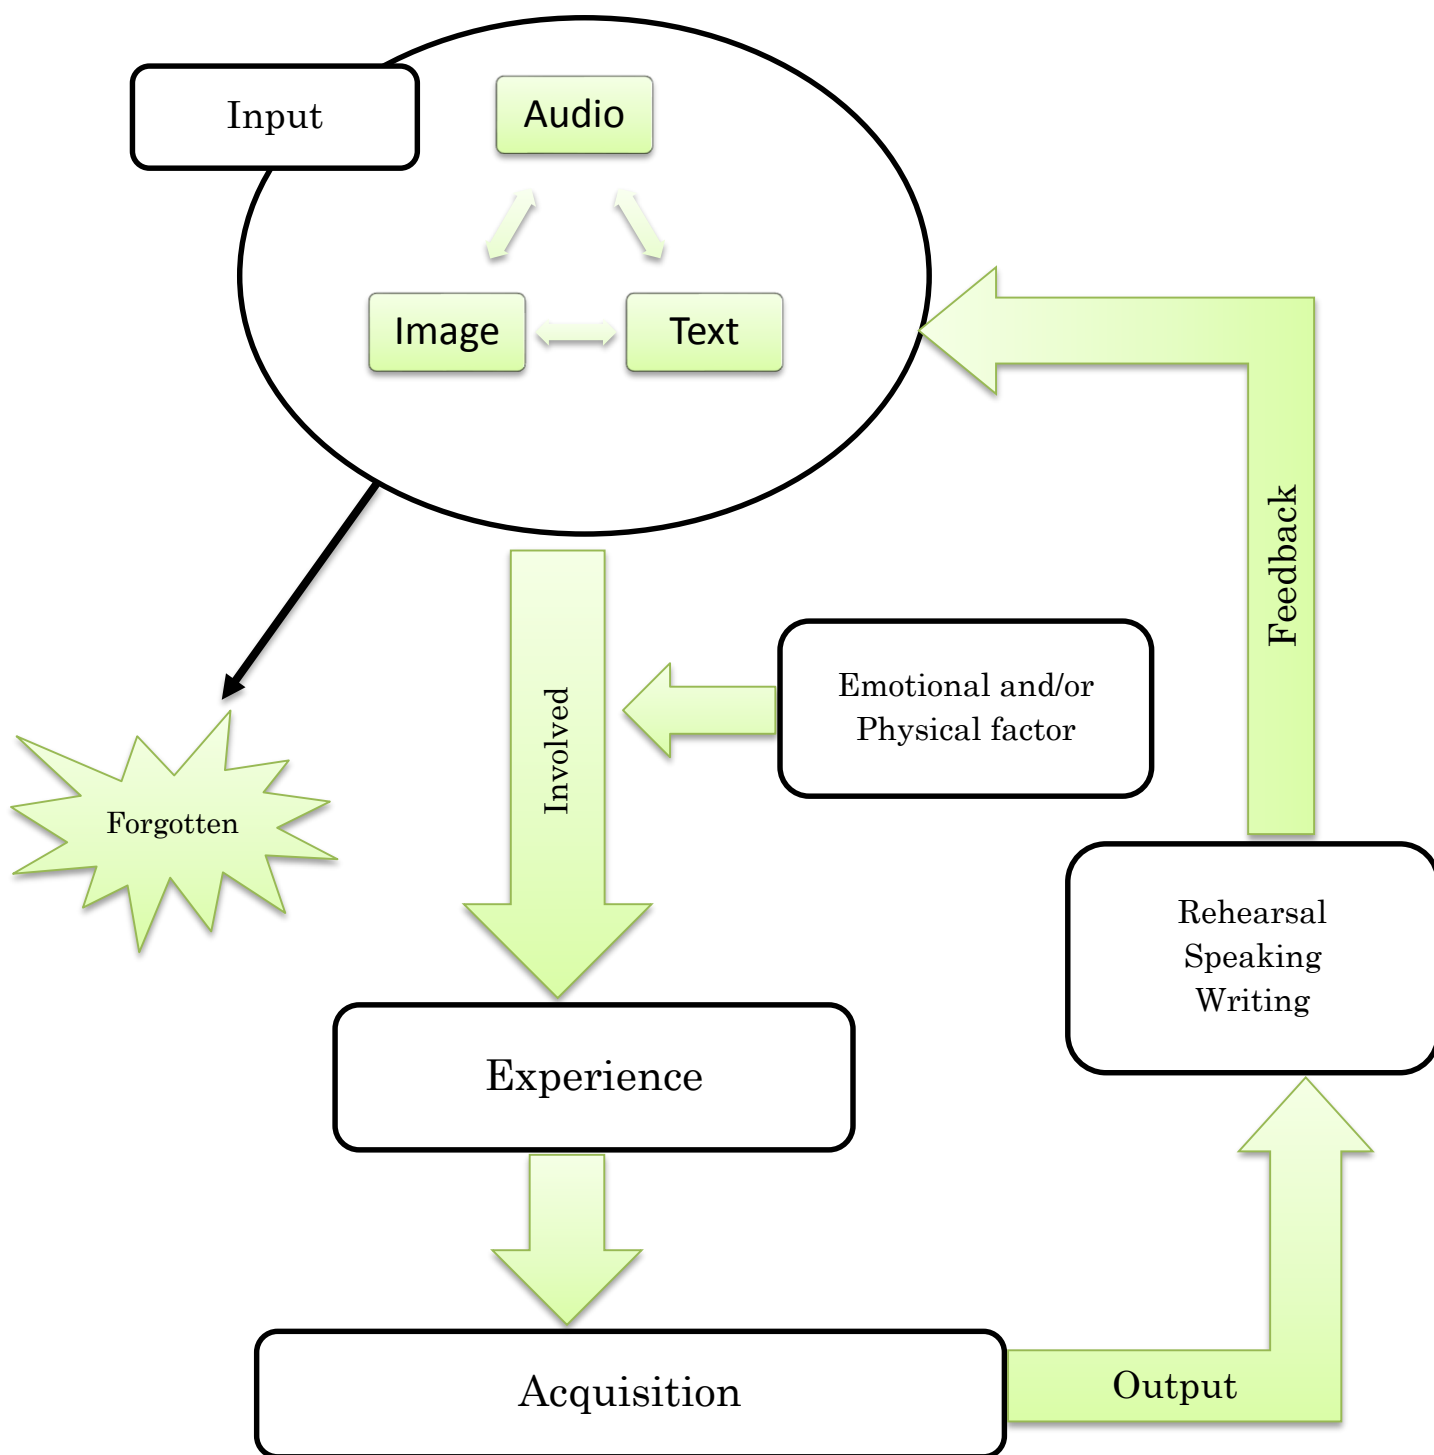 Input
Audio
Image
Text
Feedback
Involved
Emotional and/or
Physical factor
Forgotten
Rehearsal
Speaking
Writing
Experience
Acquisition
Output